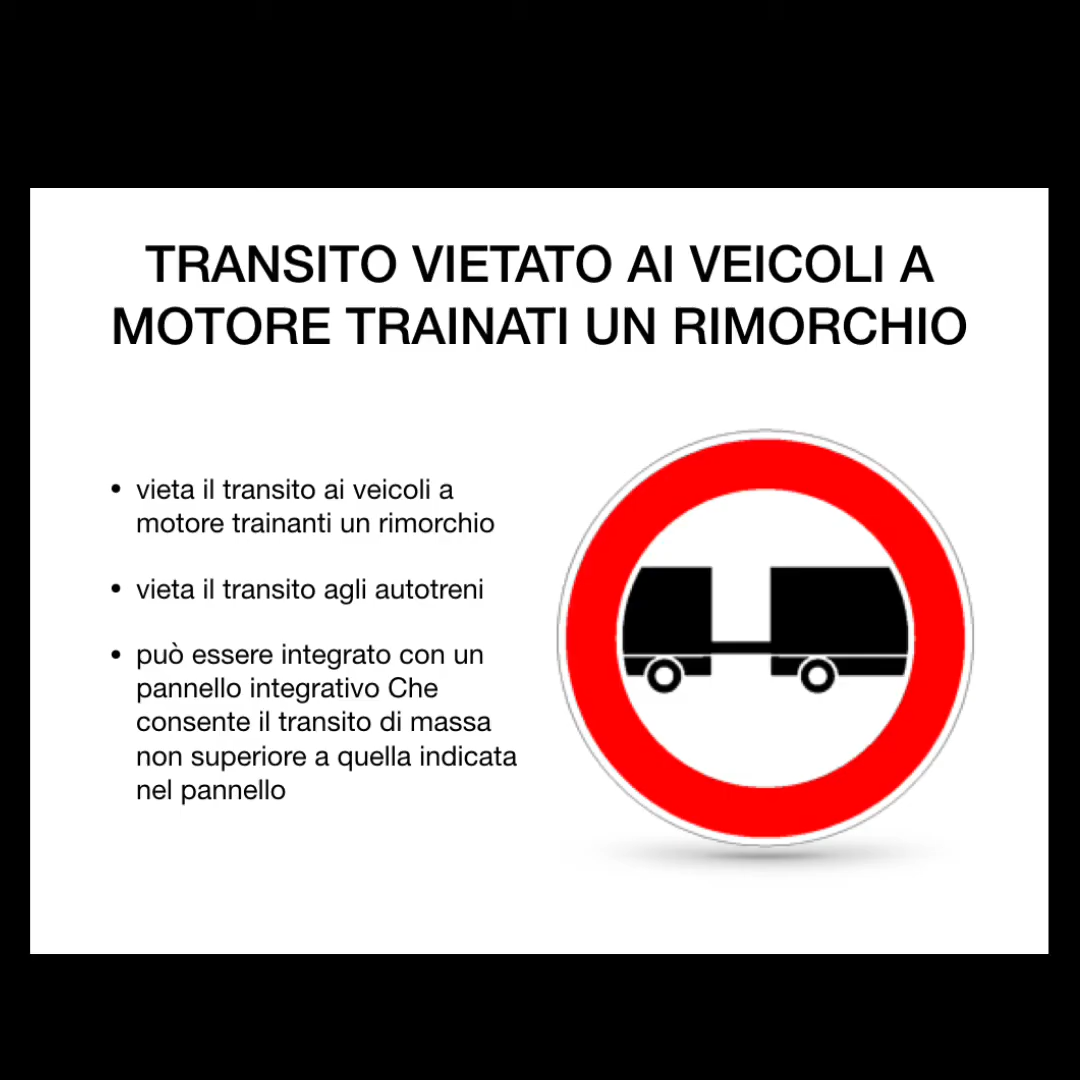 TRANSITO VIETATO AI VEICOLI A
MOTORE TRAINATI UN RIMORCHIO
• vieta il transito ai veicoli a
motore trainanti un rimorchio
• vieta il transito agli autotreni
• può essere integrato con un
pannello integrativo Che
consente il transito di massa
non superiore a quella indicata
nel pannello